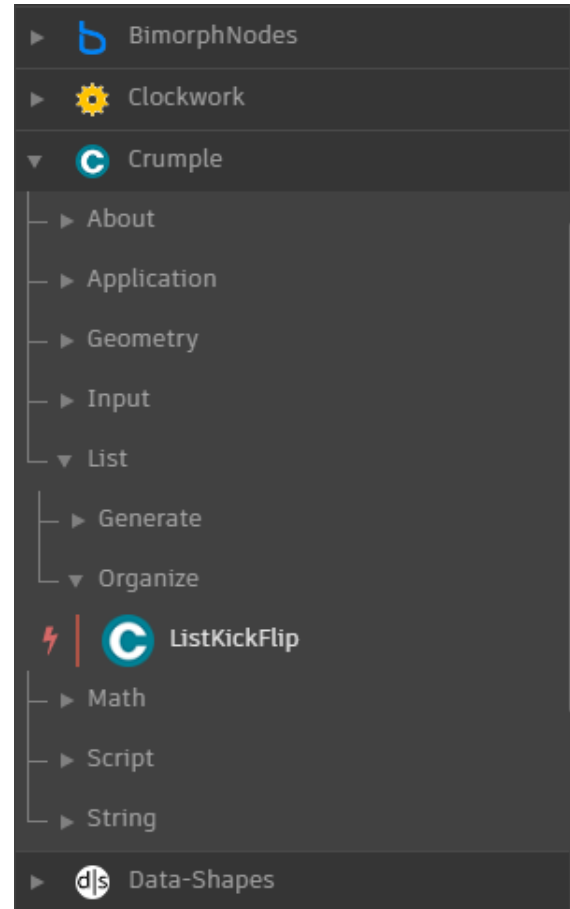 BimorphNodes
Clockwork
C Crumple
About
Application
Geometry
Input
List
Generate
Organize
C ListKickFlip
Math
Script
String
d|s Data-Shapes